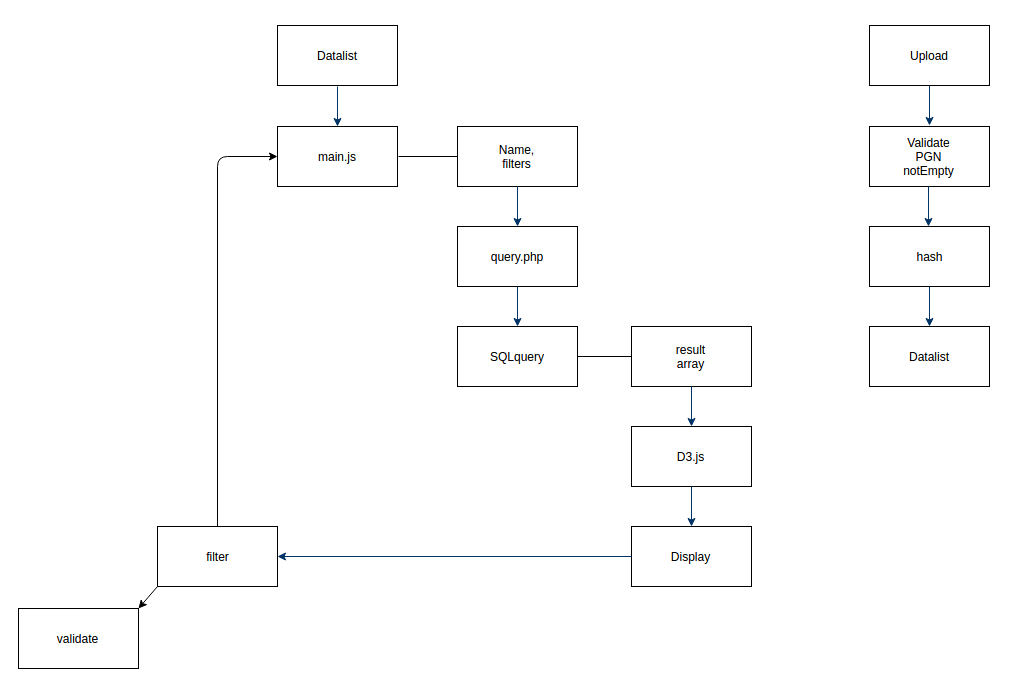 Datalist
Upload
main.js
Name,
filters
Validate
PGN
notEmpty
query.php
hash
SQLquery
result
array
Datalist
D3.js
filter
Display
validate